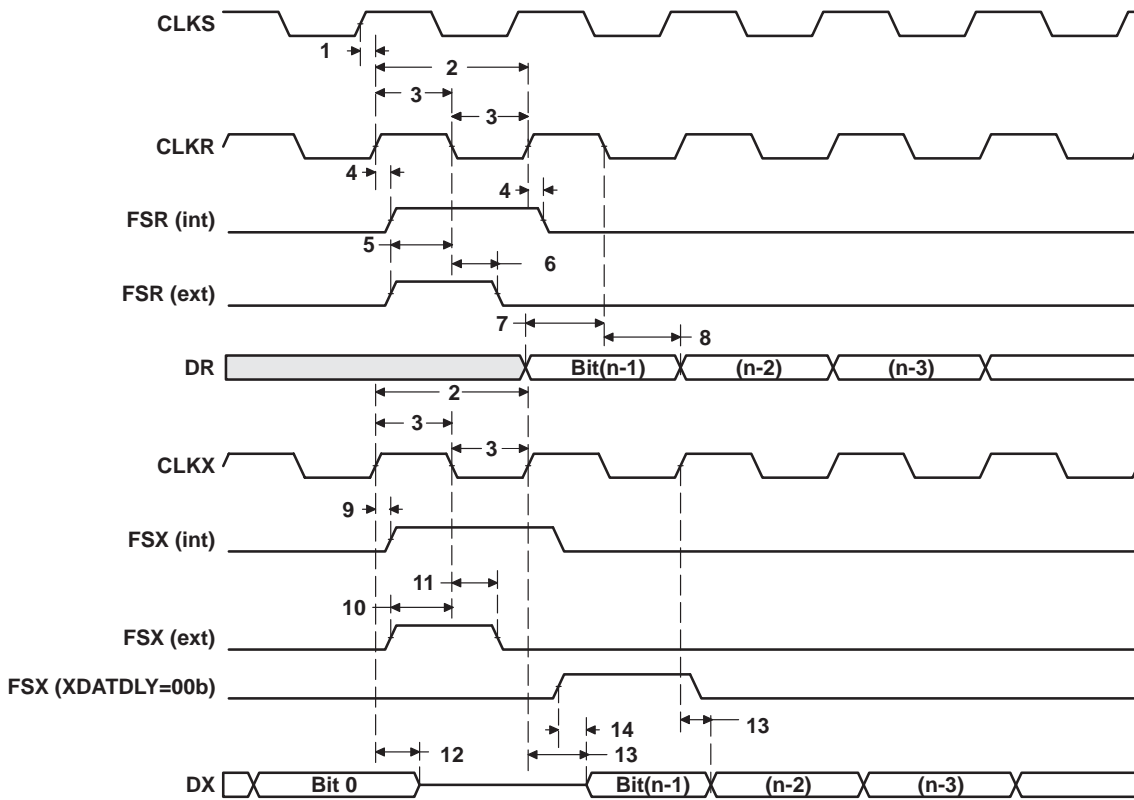 CLKS
1
2
3
3
CLKR
4
4
FSR (int)
5
6
FSR (ext)
7
8
DR Bit(n-1) (n-2) (n-3)
2
3
3
CLKX
9
FSX (int)
11
10
FSX (ext)
FSX (XDATDLY=00b)
14
13
12
13
DX Bit 0 Bit(n-1) (n-2) (n-3)